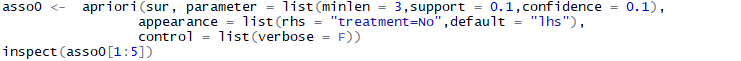 asso0 <-  apriori(sur, parameter = list(minlen = 3,support = 0.1,confidence = 0.1),
appearance = list(rhs = "treatment=No",default = "lhs"),
control = list(verbose = F))
inspect(asso0[1:5])